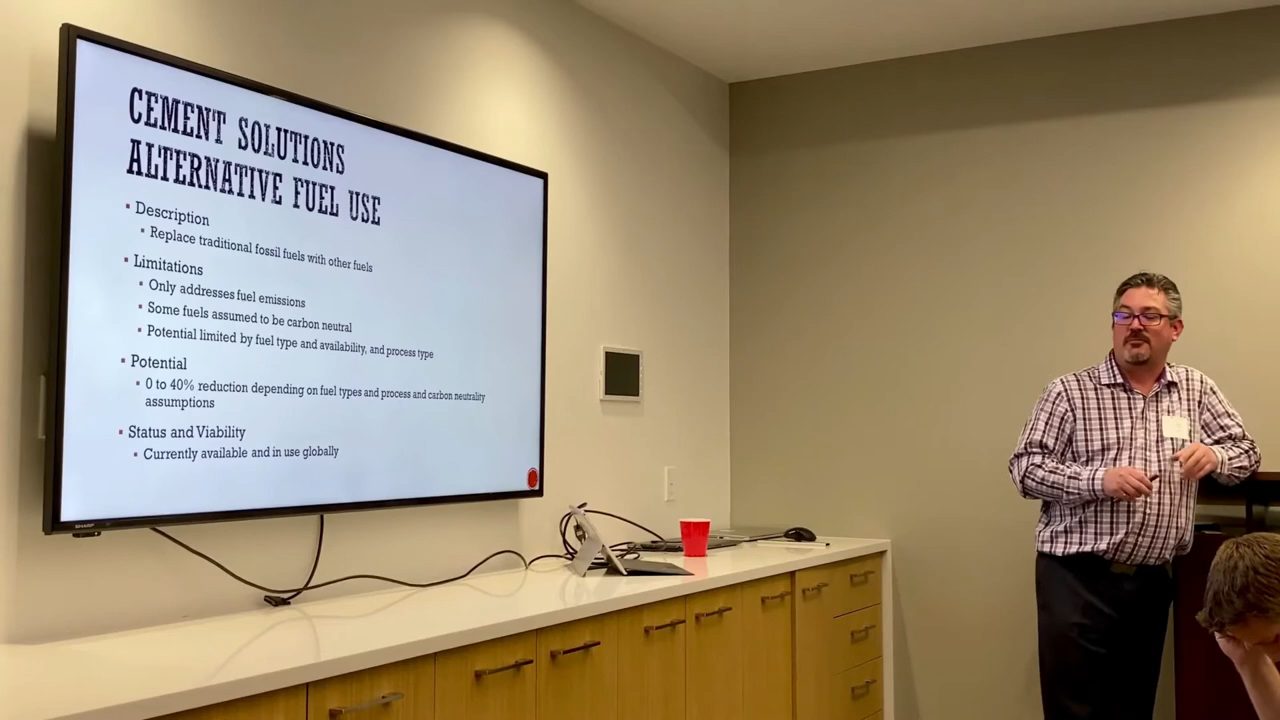 CEMENT SOLUTIONS
ALTERNATIVE FUEL USE
▪ Description
▪ Replace traditional fossil fuels with other fuels
▪ Limitations
▪ Only addresses fuel emissions
▪ Some fuels assumed to be carbon neutral
▪ Potential limited by fuel type and availability, and process type
▪ Potential
▪ 0 to 40% reduction depending on fuel types and process and carbon neutrality
assumptions
▪ Status and Viability
▪ Currently available and in use globally
SHARP